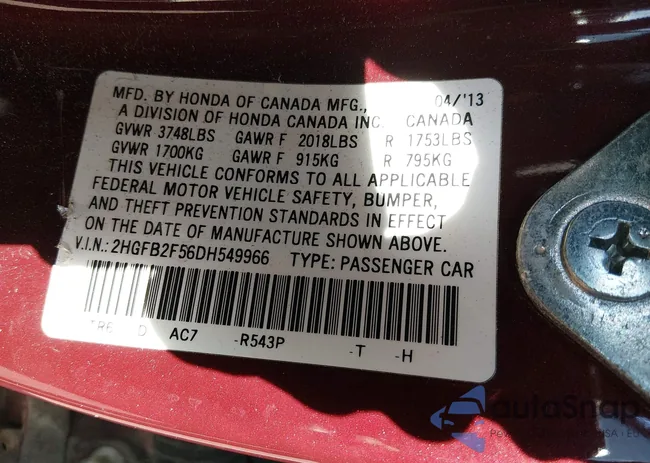 MFD. BY HONDA OF CANADA MFG., 04/'13
A DIVISION OF HONDA CANADA INC. CANADA
GVWR 3748LBS GAWR F 2018LBS R 1753LBS
GVWR 1700KG GAWR F 915KG R 795KG
THIS VEHICLE CONFORMS TO ALL APPLICABLE
FEDERAL MOTOR VEHICLE SAFETY, BUMPER,
AND THEFT PREVENTION STANDARDS IN EFFECT
ON THE DATE OF MANUFACTURE SHOWN ABOVE.
V.I.N.: 2HGFB2F56DH549966 TYPE: PASSENGER CAR
AC7 -R543P -T -H
autoSnap